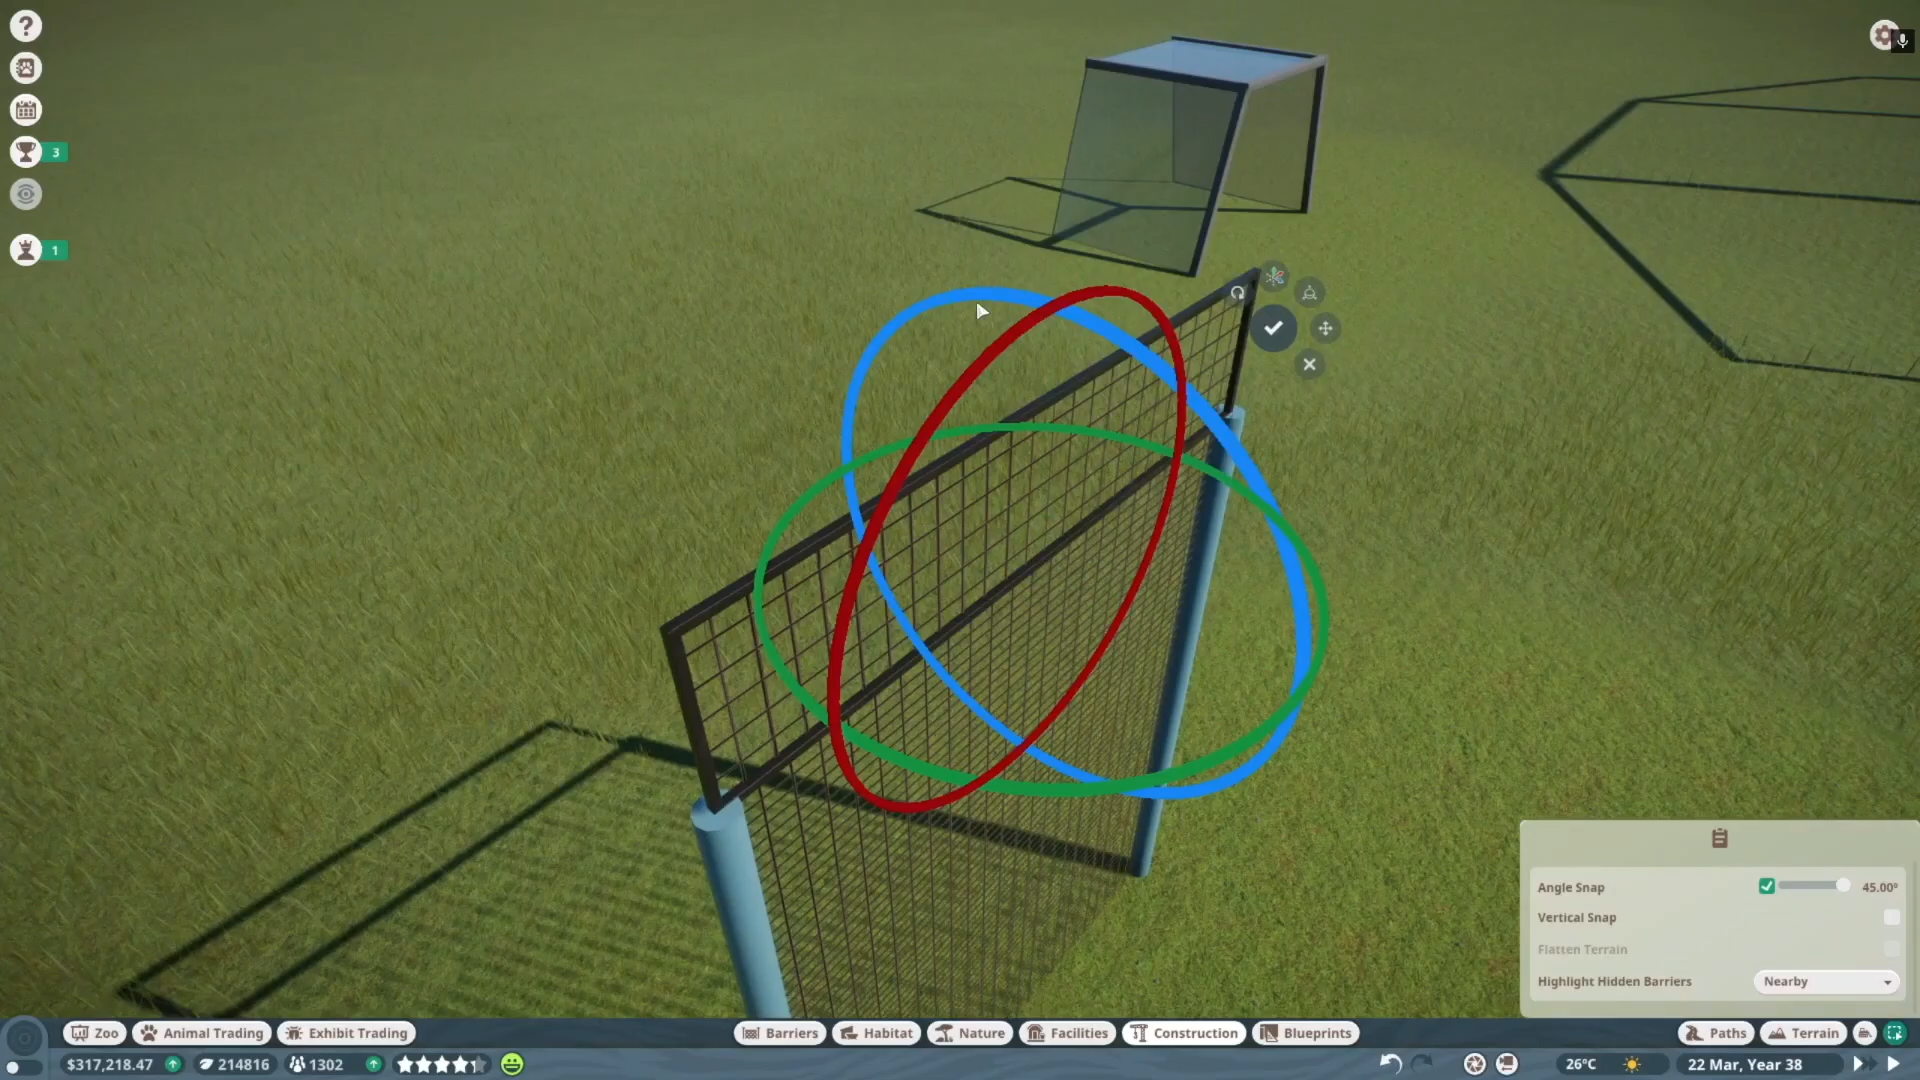 ?
3
1
Angle Snap 45.00°
Vertical Snap
Flatten Terrain
Highlight Hidden Barriers Nearby
Zoo Animal Trading Exhibit Trading Barriers Habitat Nature Facilities Construction Blueprints Paths Terrain
$317,218.47 214816 1302 26°C 22 Mar, Year 38